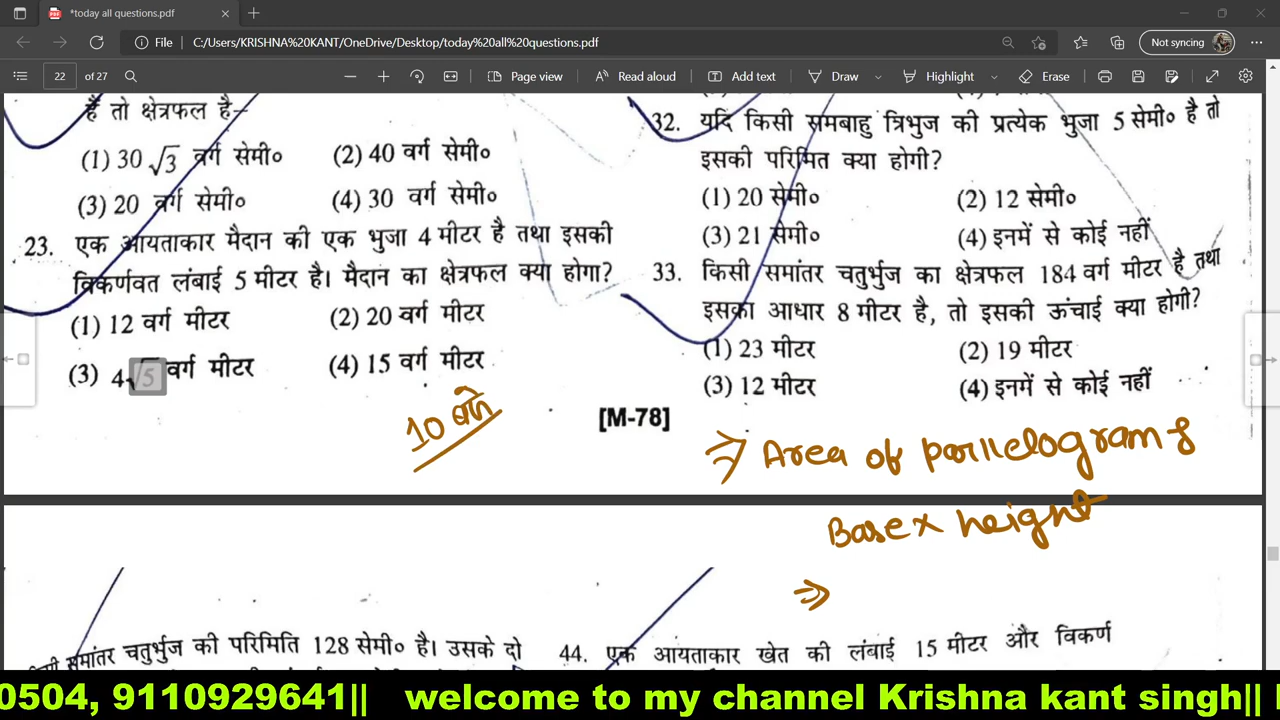 *today all questions.pdf
File C:/Users/KRISHNA%20KANT/OneDrive/Desktop/today%20all%20questions.pdf Not syncing
22 of 27 Page view Read aloud Add text Draw Highlight Erase
है तो क्षेत्रफल है–
(1) 30 √3 वर्ग सेमी० (2) 40 वर्ग सेमी०
(3) 20 वर्ग सेमी० (4) 30 वर्ग सेमी०
23. एक आयताकार मैदान की एक भुजा 4 मीटर है तथा इसकी
विकर्णवत लंबाई 5 मीटर है। मैदान का क्षेत्रफल क्या होगा?
(1) 12 वर्ग मीटर (2) 20 वर्ग मीटर
(3) 4√5 वर्ग मीटर (4) 15 वर्ग मीटर
10 बजे
[M-78]
32. यदि किसी समबाहु त्रिभुज की प्रत्येक भुजा 5 सेमी० है तो
इसकी परिमित क्या होगी?
(1) 20 सेमी० (2) 12 सेमी०
(3) 21 सेमी० (4) इनमें से कोई नहीं
33. किसी समांतर चतुर्भुज का क्षेत्रफल 184 वर्ग मीटर है तथा
इसका आधार 8 मीटर है, तो इसकी ऊंचाई क्या होगी?
(1) 23 मीटर (2) 19 मीटर
(3) 12 मीटर (4) इनमें से कोई नहीं
⇒ Area of parllelogram
Base × height
⇒
समांतर चतुर्भुज की परिमिति 128 सेमी० है। उसके दो
44. एक आयताकार खेत की लंबाई 15 मीटर और विकर्ण
0504, 9110929641|| welcome to my channel Krishna kant singh||